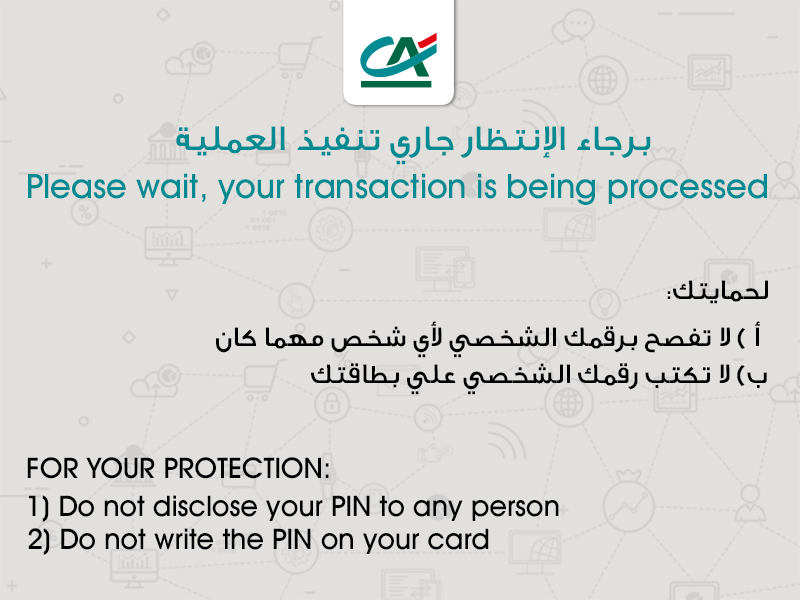 CA
برجاء الإنتظار جاري تنفيذ العملية
Please wait, your transaction is being processed
لحمايتك:
أ ) لا تفصح برقمك الشخصي لأي شخص مهما كان
ب) لا تكتب رقمك الشخصي علي بطاقتك
FOR YOUR PROTECTION:
1) Do not disclose your PIN to any person
2) Do not write the PIN on your card